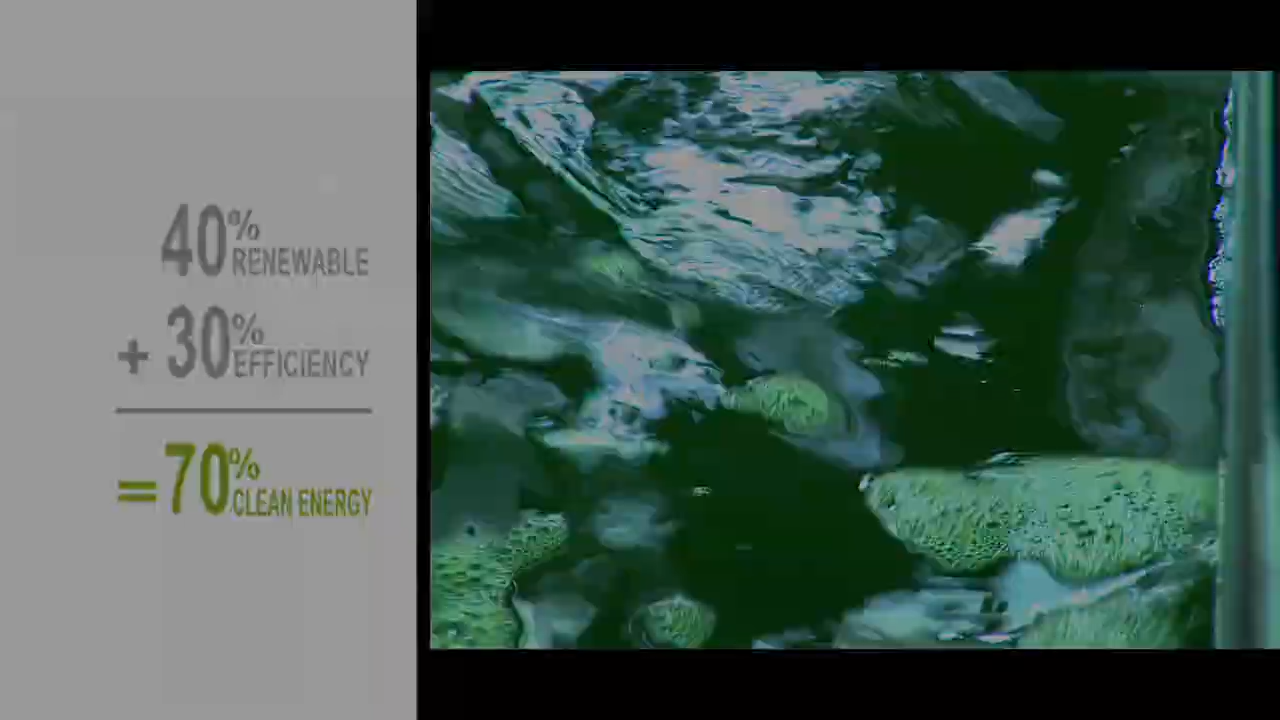 40% RENEWABLE
+ 30% EFFICIENCY
= 70% CLEAN ENERGY